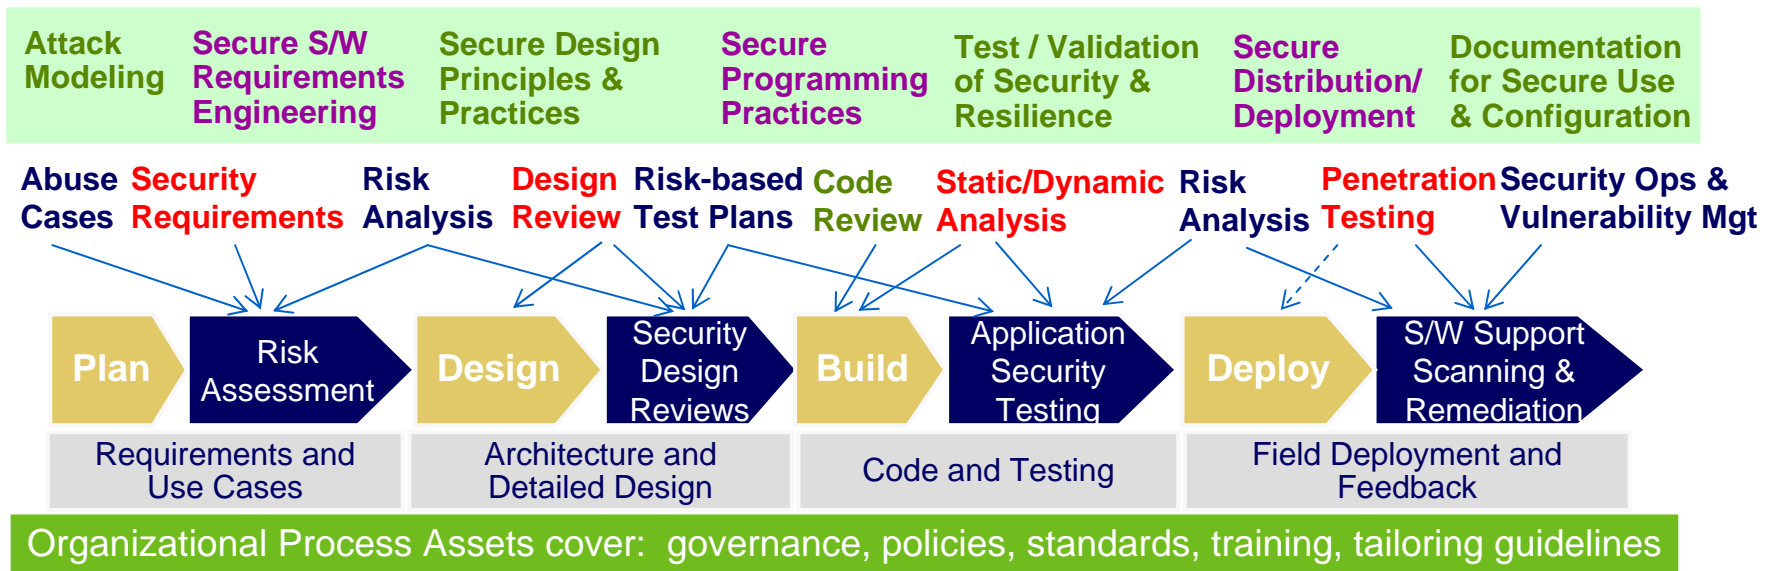 Attack
Modeling
Secure S/W
Requirements
Engineering
Secure Design
Principles &
Practices
Secure
Programming
Practices
Test / Validation
of Security &
Resilience
Secure
Distribution/
Deployment
Documentation
for Secure Use
& Configuration
Abuse
Cases
Security
Requirements
Risk
Analysis
Design
Review
Risk-based
Test Plans
Code
Review
Static/Dynamic
Analysis
Risk
Analysis
Penetration
Testing
Security Ops &
Vulnerability Mgt
Plan
Risk
Assessment
Design
Security
Design
Reviews
Build
Application
Security
Testing
Deploy
S/W Support
Scanning &
Remediation
Requirements and
Use Cases
Architecture and
Detailed Design
Code and Testing
Field Deployment and
Feedback
Organizational Process Assets cover: governance, policies, standards, training, tailoring guidelines